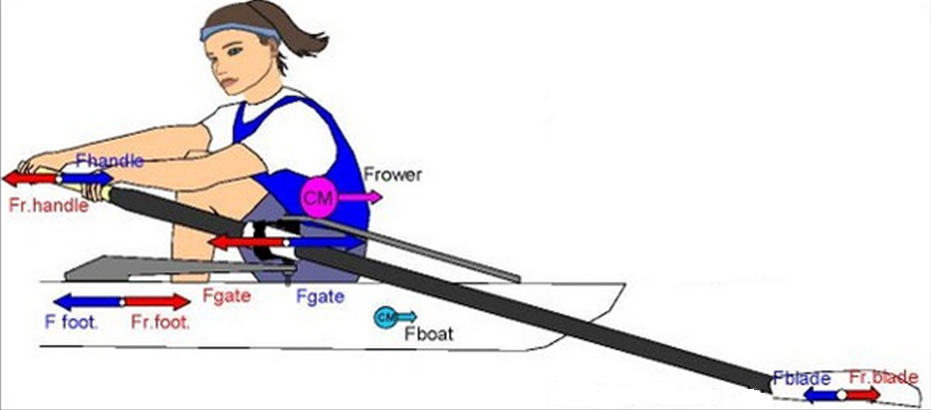 Fhandle
Fr.handle
CM
Frower
Fgate
Fgate
F foot.
Fr.foot.
CM
Fboat
Fblade
Fr.blade